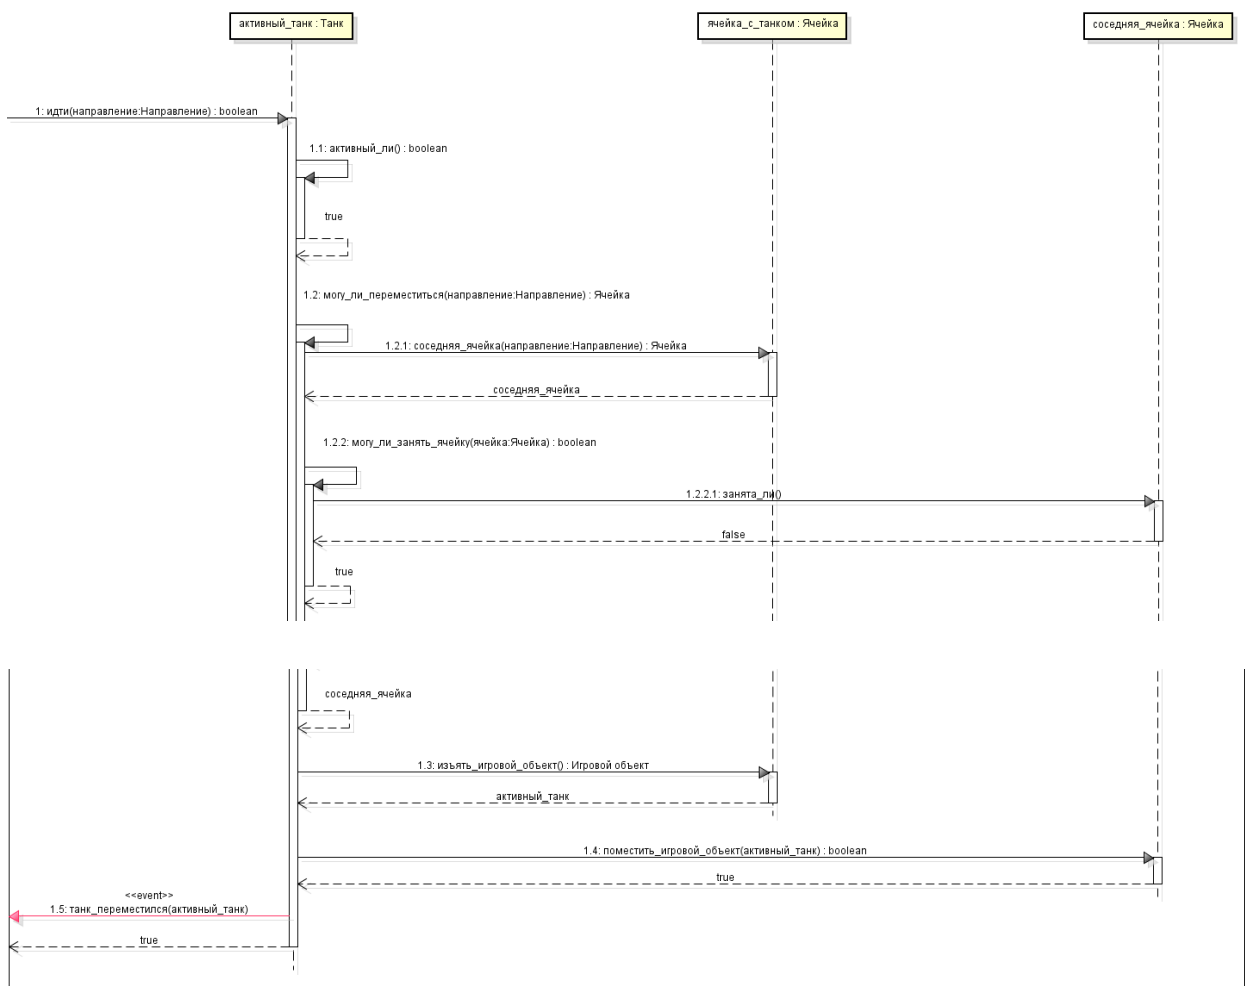 активный_танк : Танк
ячейка_с_танком : Ячейка
соседняя_ячейка : Ячейка
1: идти(направление:Направление) : boolean
1.1: активный_ли() : boolean
true
1.2: могу_ли_переместиться(направление:Направление) : Ячейка
1.2.1: соседняя_ячейка(направление:Направление) : Ячейка
соседняя_ячейка
1.2.2: могу_ли_занять_ячейку(ячейка:Ячейка) : boolean
1.2.2.1: занята_ли()
false
true
соседняя_ячейка
1.3: изъять_игровой_объект() : Игровой объект
активный_танк
1.4: поместить_игровой_объект(активный_танк) : boolean
true
<<event>>
1.5: танк_переместился(активный_танк)
true